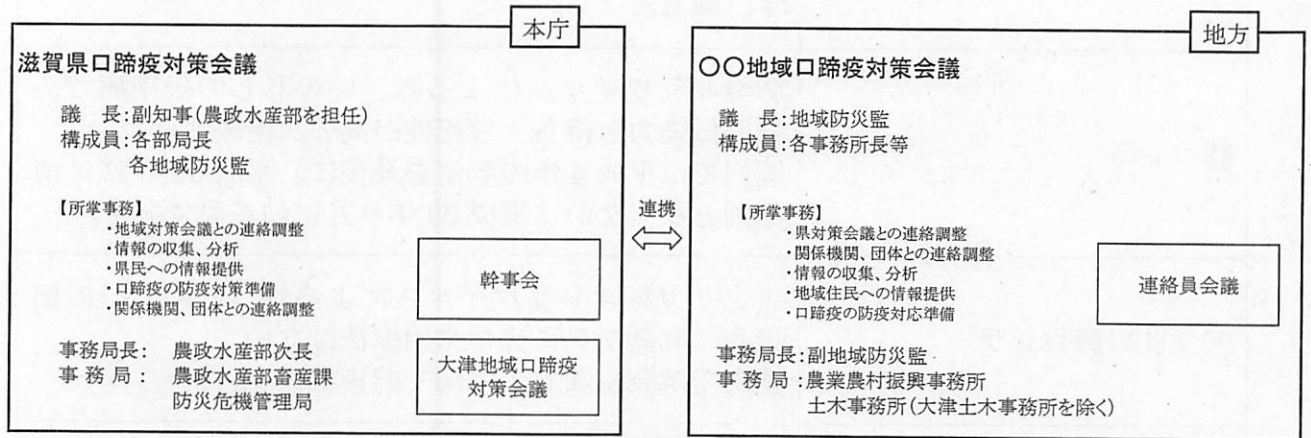 本庁
滋賀県口蹄疫対策会議
議　長:副知事(農政水産部を担任)
構成員:各部局長
各地域防災監
【所掌事務】
・地域対策会議との連絡調整
・情報の収集、分析
・県民への情報提供
・口蹄疫の防疫対策準備
・関係機関、団体との連絡調整
幹事会
事務局長:　農政水産部次長
事 務 局 :　農政水産部畜産課
防災危機管理局
大津地域口蹄疫
対策会議
連携
地方
〇〇地域口蹄疫対策会議
議　長:地域防災監
構成員:各事務所長等
【所掌事務】
・県対策会議との連絡調整
・関係機関、団体との連絡調整
・情報の収集、分析
・地域住民への情報提供
・口蹄疫の防疫対応準備
連絡員会議
事務局長:副地域防災監
事 務 局 :農業農村振興事務所
土木事務所(大津土木事務所を除く)